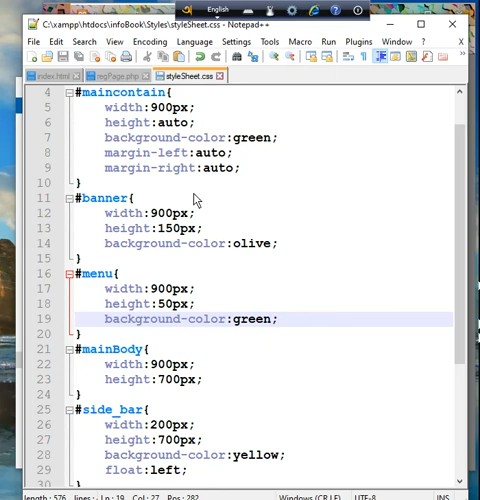 English
C:\xampp\htdocs\infoBook\Styles\styleSheet.css - Notepad++
File Edit Search View Encoding Language Settings Macro Run Plugins Window ? X
index.html regPage.php styleSheet.css
4 #maincontain{
5 width:900px;
6 height:auto;
7 background-color:green;
8 margin-left:auto;
9 margin-right:auto;
10 }
11 #banner{
12 width:900px;
13 height:150px;
14 background-color:olive;
15 }
16 #menu{
17 width:900px;
18 height:50px;
19 background-color:green;
20 }
21 #mainBody{
22 width:900px;
23 height:700px;
24 }
25 #side_bar{
26 width:200px;
27 height:700px;
28 background-color:yellow;
29 float:left;
30 }
length : 576 lines : Ln : 19 Col : 27 Pos : 282 Windows (CR LF) UTF-8 INS